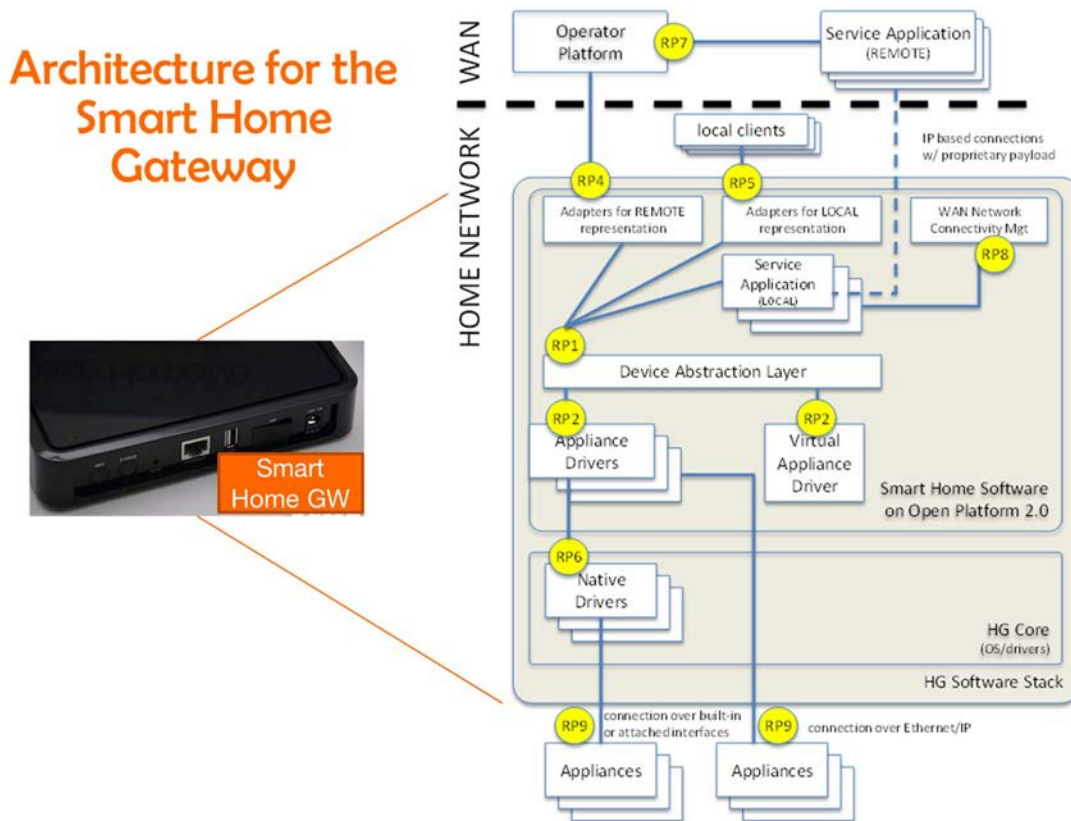 Architecture for the
Smart Home
Gateway
WAN
HOME NETWORK
Operator
Platform
RP7
Service Application
(REMOTE)
local clients
IP based connections
w/ proprietary payload
RP4
RP5
Adapters for REMOTE
representation
Adapters for LOCAL
representation
WAN Network
Connectivity Mgt
RP8
Service
Application
(LOCAL)
RP1
Device Abstraction Layer
RP2
RP2
Appliance
Drivers
Virtual
Appliance
Driver
Smart Home Software
on Open Platform 2.0
Smart
Home GW
RP6
Native
Drivers
HG Core
(OS/drivers)
HG Software Stack
RP9
connection over built-in
or attached interfaces
RP9
connection over Ethernet/IP
Appliances
Appliances